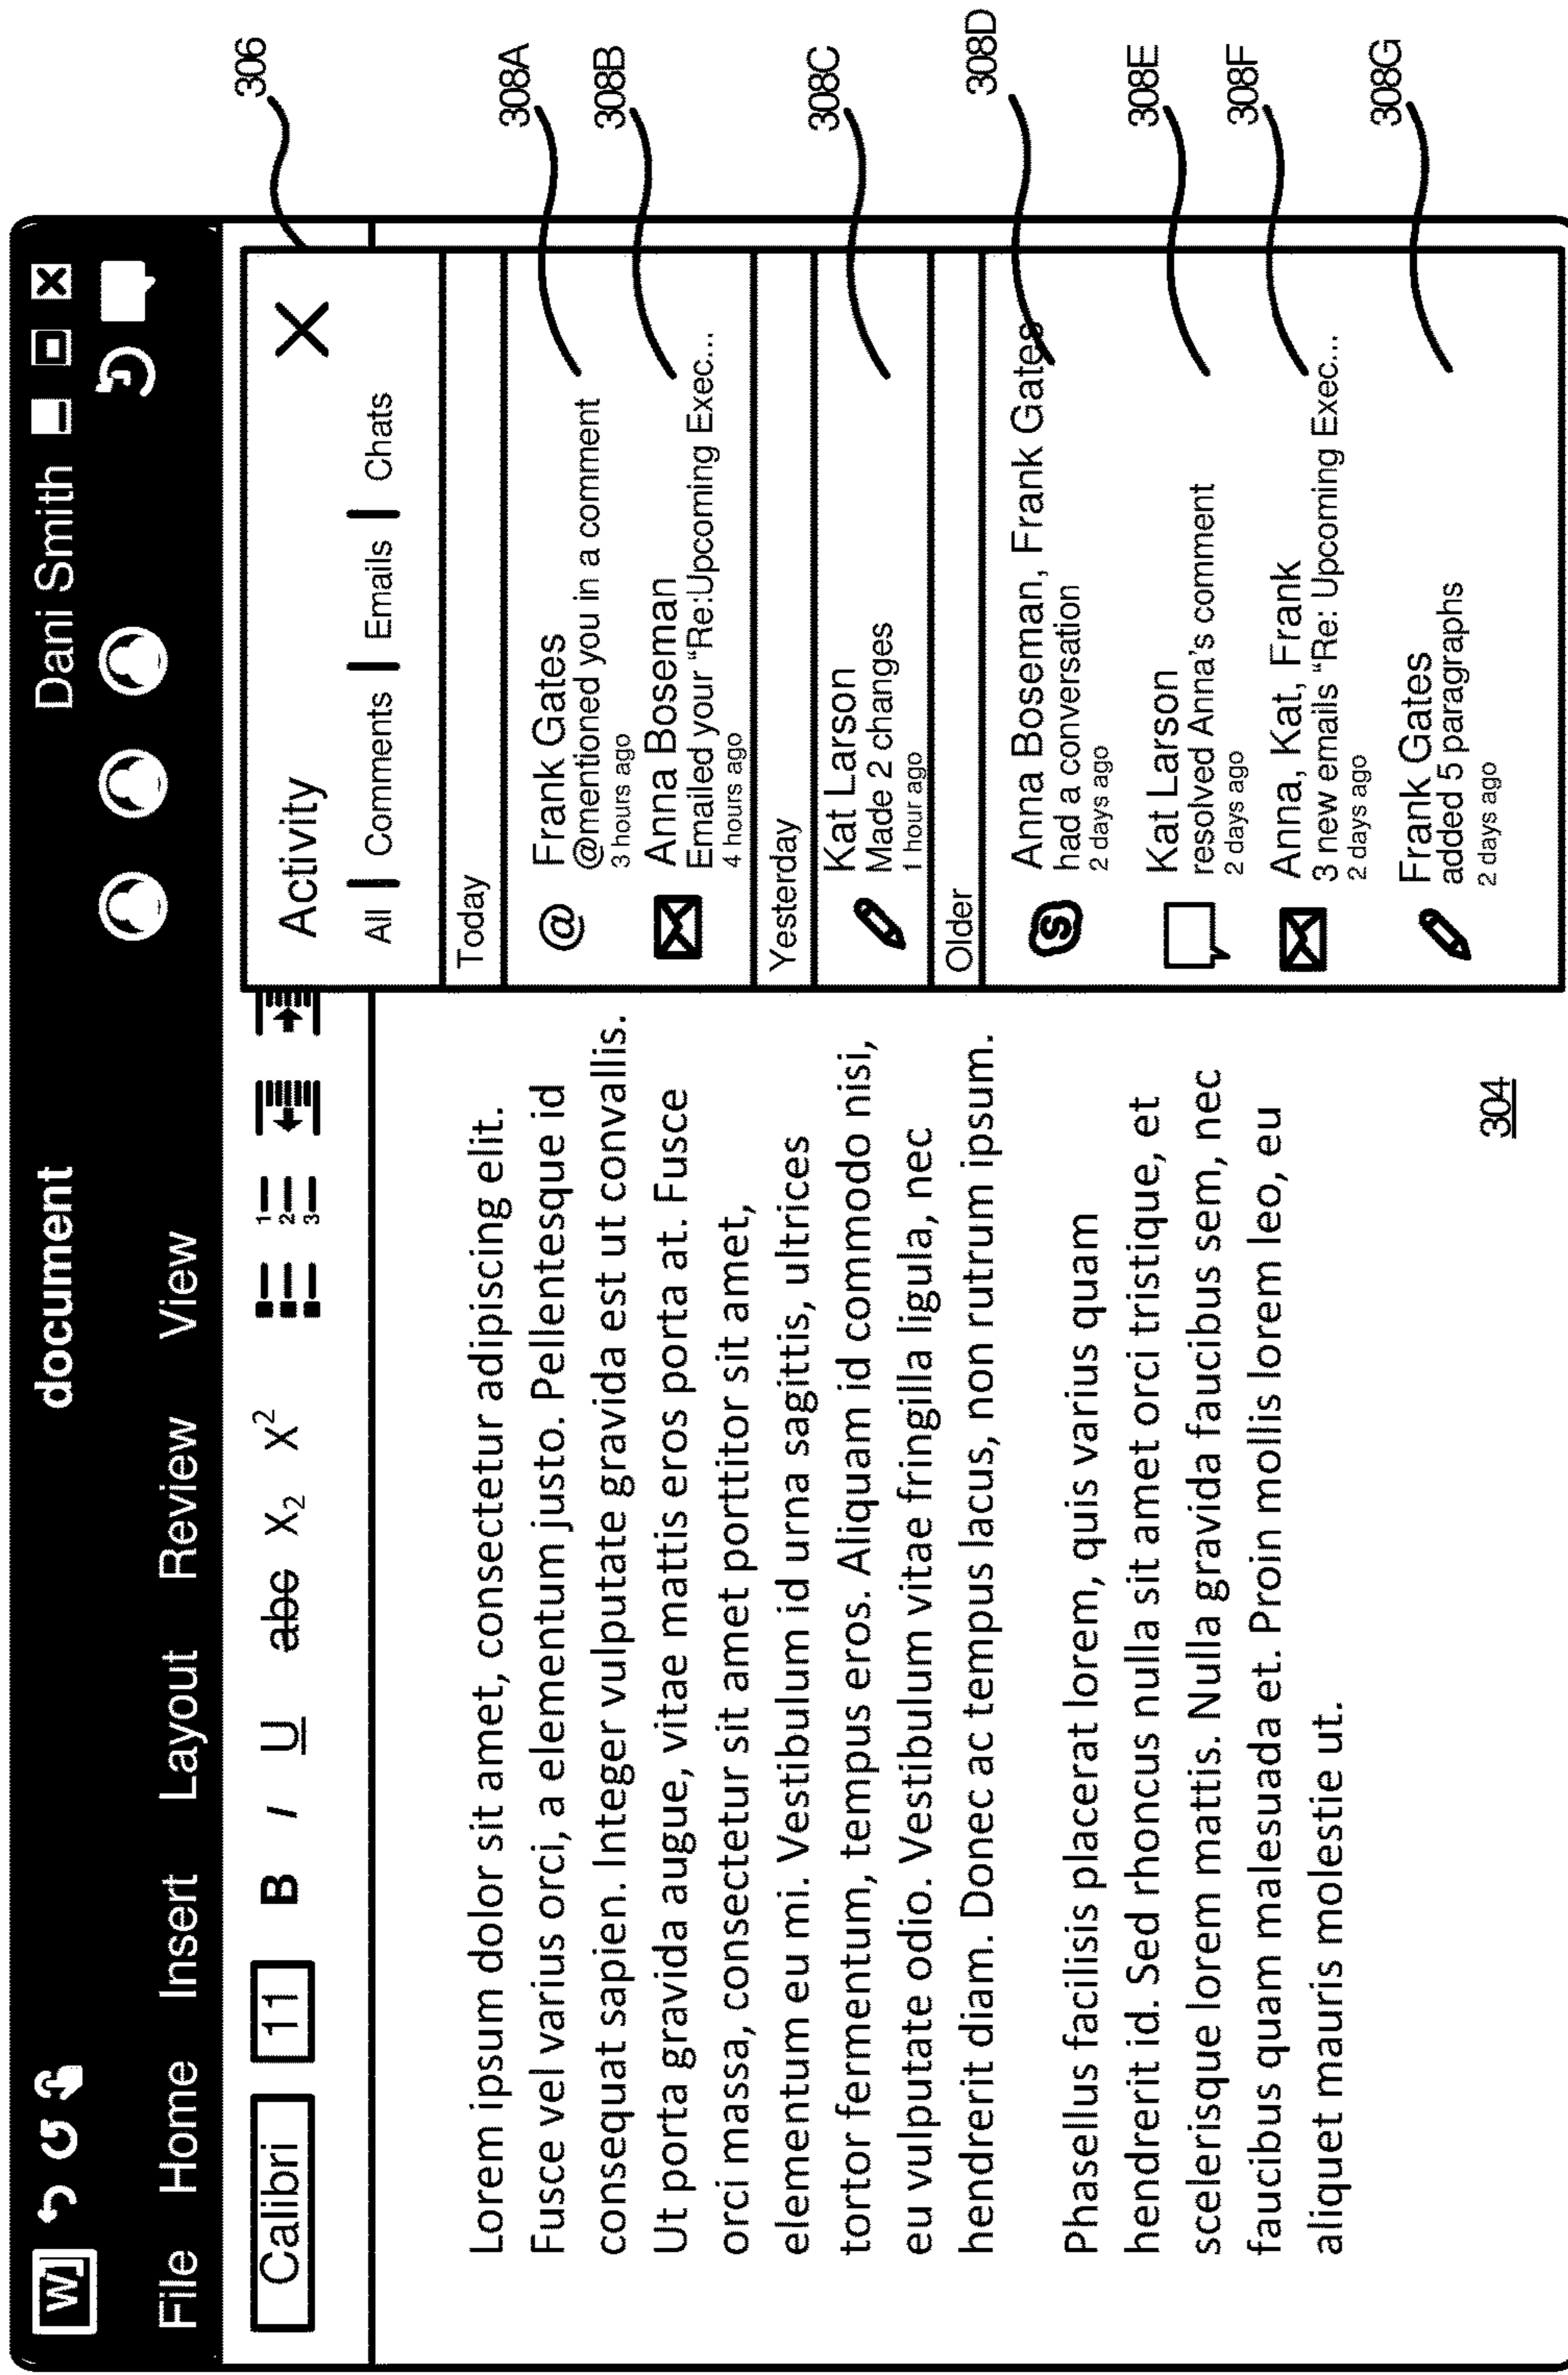 W document Dani Smith
File Home Insert Layout Review View
Calibri 11 B I U abc X₂ X²
1
2
3
Lorem ipsum dolor sit amet, consectetur adipiscing elit.
Fusce vel varius orci, a elementum justo. Pellentesque id
consequat sapien. Integer vulputate gravida est ut convallis.
Ut porta gravida augue, vitae mattis eros porta at. Fusce
orci massa, consectetur sit amet porttitor sit amet,
elementum eu mi. Vestibulum id urna sagittis, ultrices
tortor fermentum, tempus eros. Aliquam id commodo nisi,
eu vulputate odio. Vestibulum vitae fringilla ligula, nec
hendrerit diam. Donec ac tempus lacus, non rutrum ipsum.
Phasellus facilisis placerat lorem, quis varius quam
hendrerit id. Sed rhoncus nulla sit amet orci tristique, et
scelerisque lorem mattis. Nulla gravida faucibus sem, nec
faucibus quam malesuada et. Proin mollis lorem leo, eu
aliquet mauris molestie ut.
304
Activity
306
All | Comments | Emails | Chats
Today
@ Frank Gates
@mentioned you in a comment
3 hours ago
308A
Anna Boseman
Emailed your “Re:Upcoming Exec...
4 hours ago
308B
Yesterday
Kat Larson
Made 2 changes
1 hour ago
308C
Older
S Anna Boseman, Frank Gates
had a conversation
2 days ago
308D
Kat Larson
resolved Anna’s comment
2 days ago
308E
Anna, Kat, Frank
3 new emails “Re: Upcoming Exec...
2 days ago
308F
Frank Gates
added 5 paragraphs
2 days ago
308G